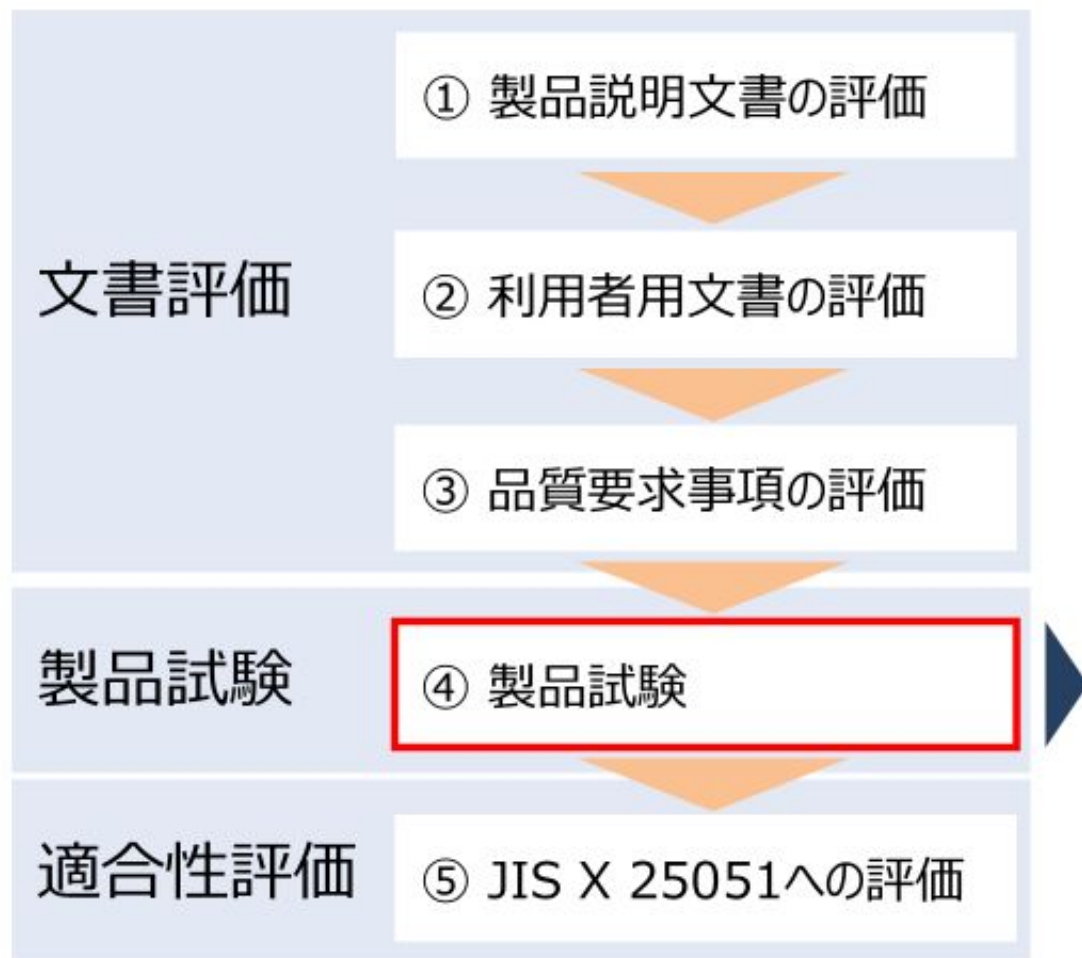 文書評価
① 製品説明文書の評価
② 利用者用文書の評価
③ 品質要求事項の評価
製品試験
④ 製品試験
適合性評価
⑤ JIS X 25051への評価